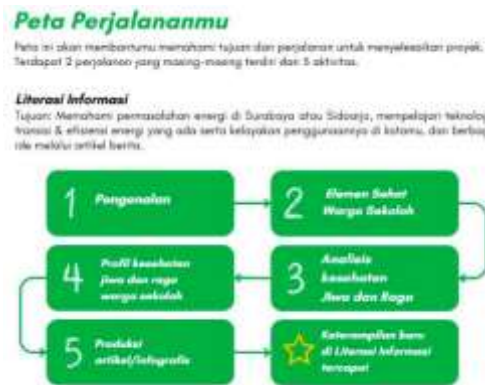 Peta Perjalananmu
Peta ini akan membantumu memahami tujuan dan perjalanan untuk menyelesaikan proyek.
Terdapat 2 perjalanan yang masing-masing terdiri dari 5 aktivitas.
Literasi Informasi
Tujuan: Memahami permasalahan energi di Surabaya atau Sidoarjo, mempelajari teknologi
transisi & efisiensi energi yang ada serta kelayakan penggunaannya di kotamu, dan berbagi
ide melalui artikel berita.
1 Pengenalan
2 Elemen Sehat
Warga Sekolah
3 Analisis
kesehatan
Jiwa dan Raga
4 Profil kesehatan
jiwa dan raga
warga sekolah
5 Produksi
artikel/infografis
Keterampilan baru
di Literasi Informasi
tercapai